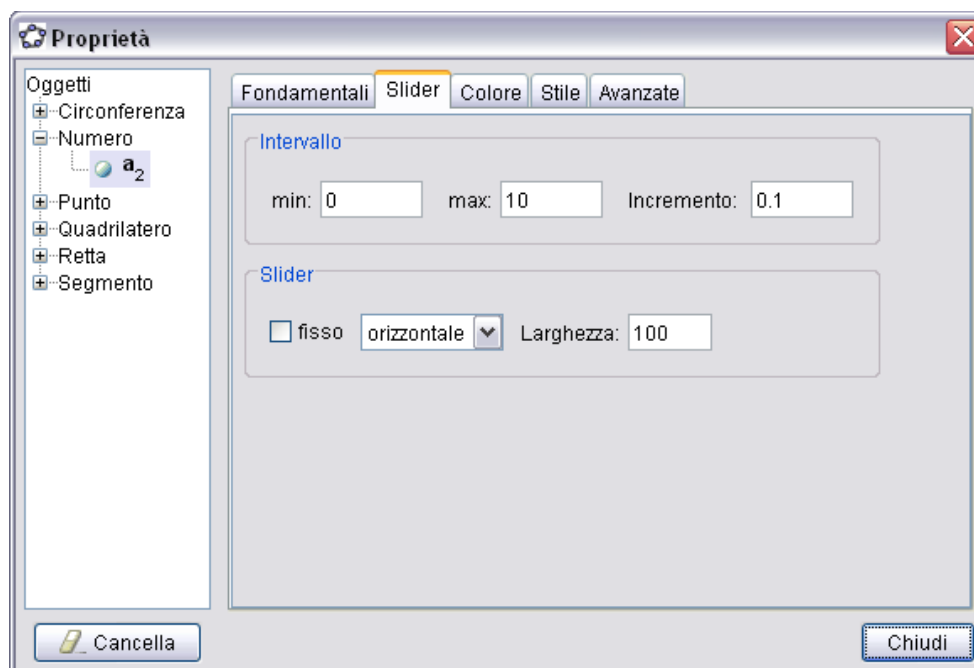 Proprietà
Oggetti
Circonferenza
Numero
a2
Punto
Quadrilatero
Retta
Segmento
Fondamentali Slider Colore Stile Avanzate
Intervallo
min: 0 max: 10 Incremento: 0.1
Slider
fisso orizzontale Larghezza: 100
Cancella Chiudi